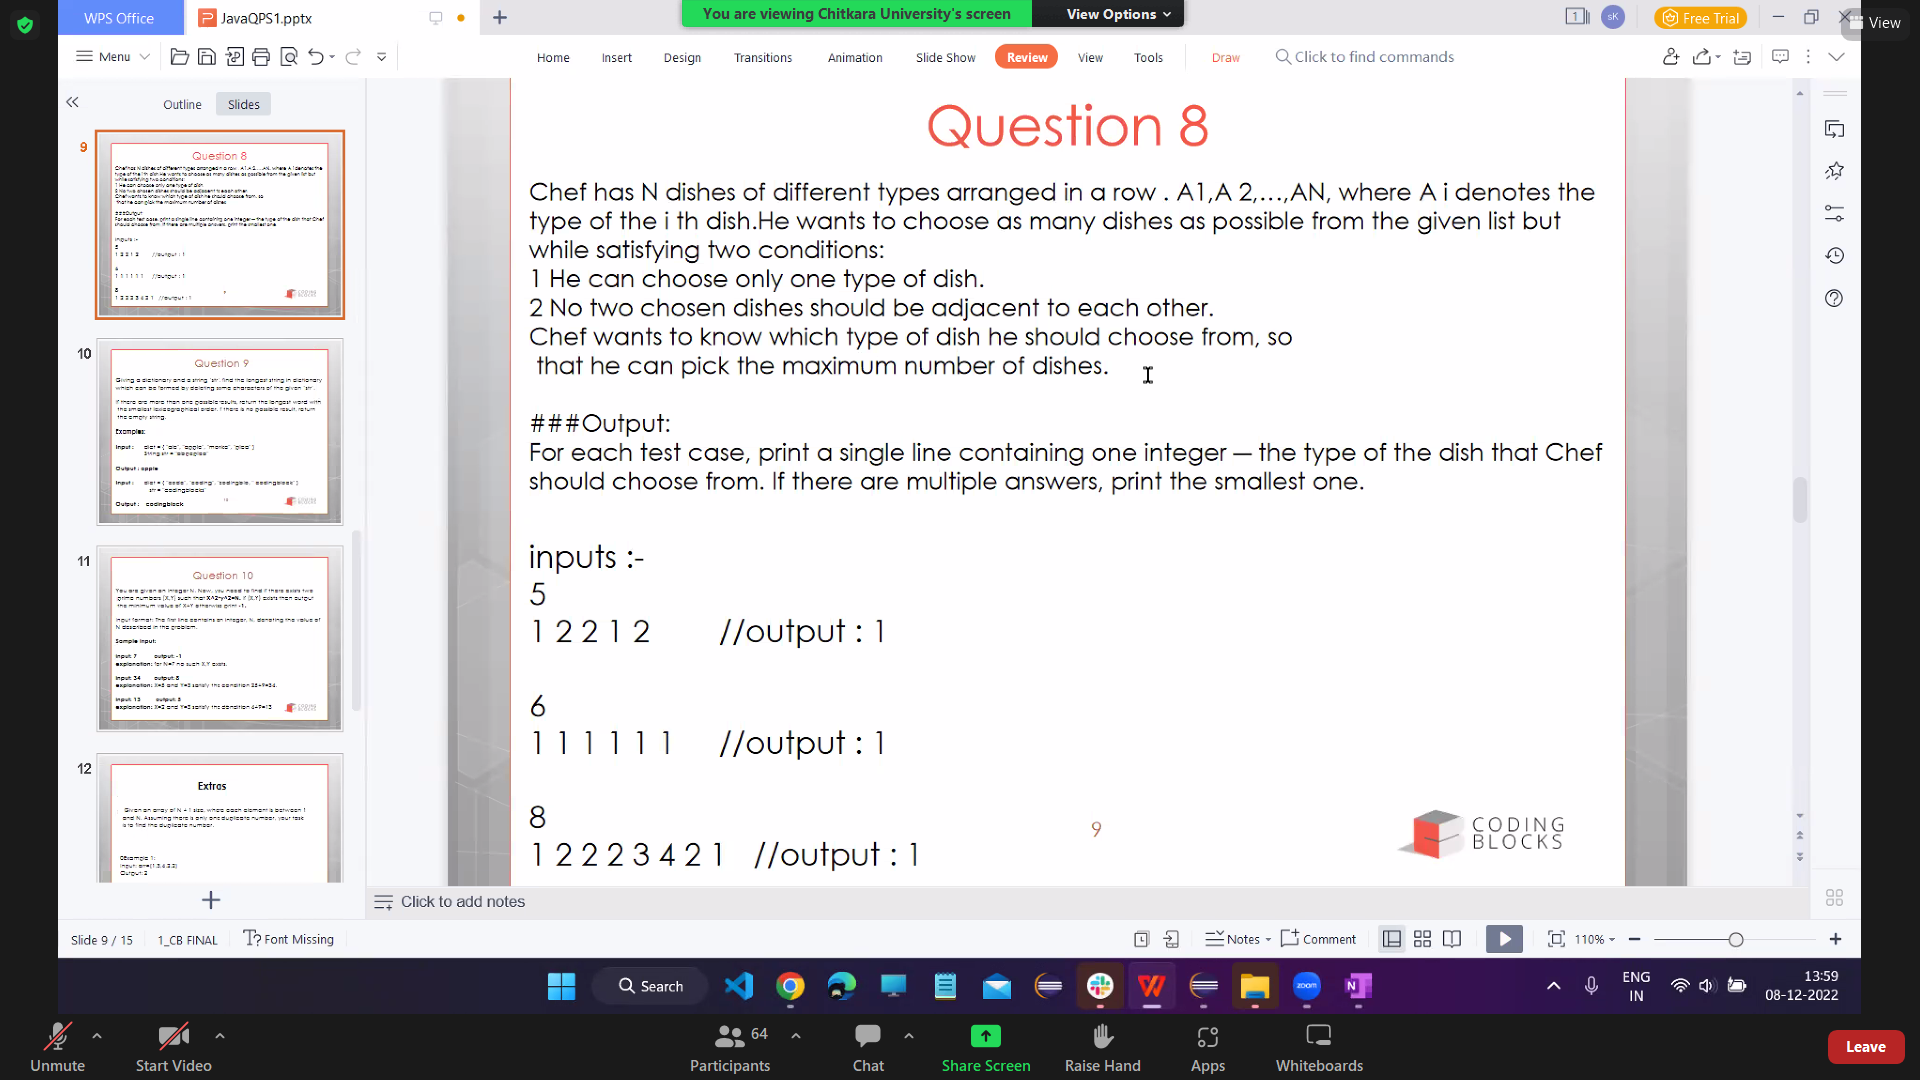 WPS Office
JavaQPS1.pptx
You are viewing Chitkara University's screen
View Options
1
sK
Free Trial
View
Menu
Home
Insert
Design
Transitions
Animation
Slide Show
Review
View
Tools
Draw
Click to find commands
Outline
Slides
9
Question 8
10
Question 9
Examples:
Output : apple
11
Question 10
Sample Input:
12
Extras
Question 8
Chef has N dishes of different types arranged in a row . A1,A 2,...,AN, where A i denotes the
type of the i th dish.He wants to choose as many dishes as possible from the given list but
while satisfying two conditions:
1 He can choose only one type of dish.
2 No two chosen dishes should be adjacent to each other.
Chef wants to know which type of dish he should choose from, so
that he can pick the maximum number of dishes.
###Output:
For each test case, print a single line containing one integer — the type of the dish that Chef
should choose from. If there are multiple answers, print the smallest one.
inputs :-
5
1 2 2 1 2 //output : 1
6
1 1 1 1 1 1 //output : 1
8
1 2 2 2 3 4 2 1 //output : 1
9
CODING
BLOCKS
Click to add notes
Slide 9 / 15
1_CB FINAL
Font Missing
Notes
Comment
110%
Search
zoom
N
ENG
IN
13:59
08-12-2022
Unmute
Start Video
64
Participants
Chat
Share Screen
Raise Hand
Apps
Whiteboards
Leave